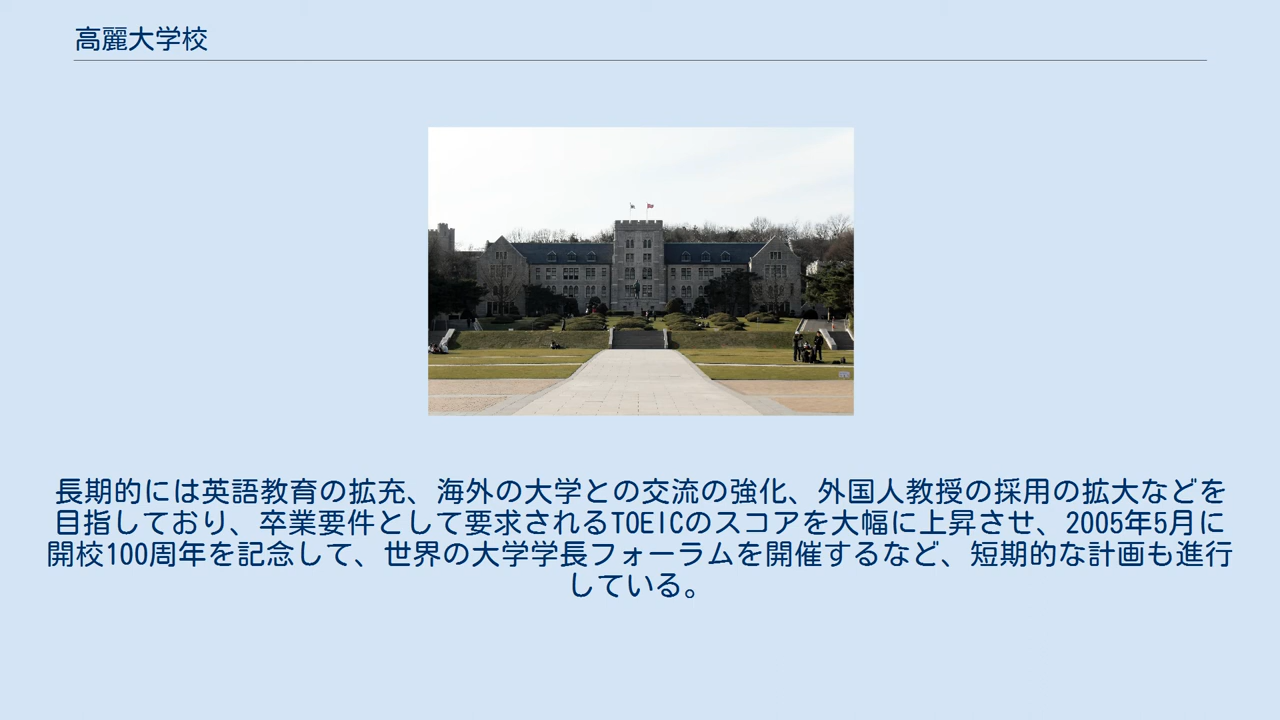 高麗大学校
長期的には英語教育の拡充、海外の大学との交流の強化、外国人教授の採用の拡大などを
目指しており、卒業要件として要求されるTOEICのスコアを大幅に上昇させ、2005年5月に
開校100周年を記念して、世界の大学学長フォーラムを開催するなど、短期的な計画も進行
している。